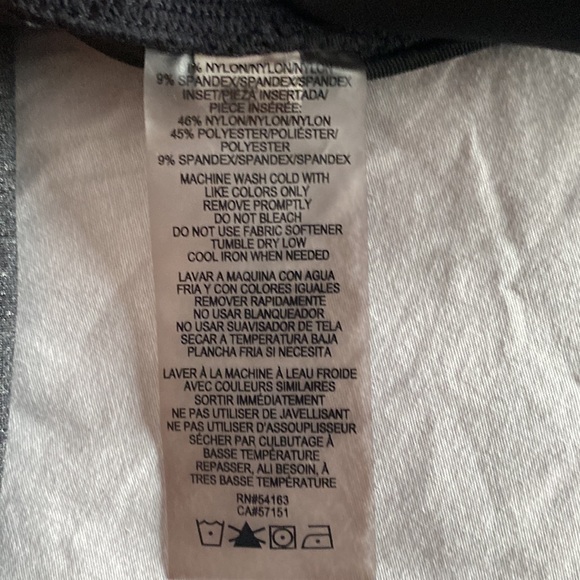 % NYLON/NYLON/NYLON
9% SPANDEX/SPANDEX/SPANDEX
INSET/PIEZA INSERTADA/
PIÈCE INSÉRÉE:
46% NYLON/NYLON/NYLON
45% POLYESTER/POLIÉSTER/
POLYESTER
9% SPANDEX/SPANDEX/SPANDEX
MACHINE WASH COLD WITH
LIKE COLORS ONLY
REMOVE PROMPTLY
DO NOT BLEACH
DO NOT USE FABRIC SOFTENER
TUMBLE DRY LOW
COOL IRON WHEN NEEDED
LAVAR A MAQUINA CON AGUA
FRIA Y CON COLORES IGUALES
REMOVER RAPIDAMENTE
NO USAR BLANQUEADOR
NO USAR SUAVISADOR DE TELA
SECAR A TEMPERATURA BAJA
PLANCHA FRIA SI NECESITA
LAVER À LA MACHINE À LEAU FROIDE
AVEC COULEURS SIMILAIRES
SORTIR IMMÉDIATEMENT
NE PAS UTILISER DE JAVELLISANT
NE PAS UTILISER D'ASSOUPLISSEUR
SÉCHER PAR CULBUTAGE À
BASSE TEMPÉRATURE
REPASSER, ALI BESOIN, À
TRES BASSE TEMPÉRATURE
RN#54163
CA#57151